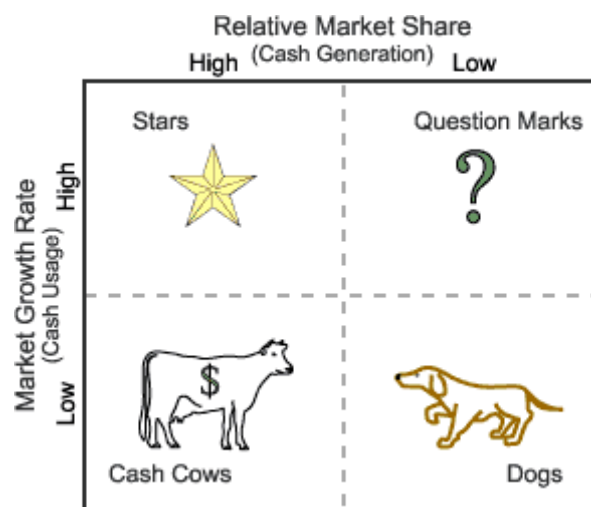 Relative Market Share
(Cash Generation)
High
Low
Market Growth Rate
(Cash Usage)
High
Low
Stars
Question Marks
?
$
Cash Cows
Dogs